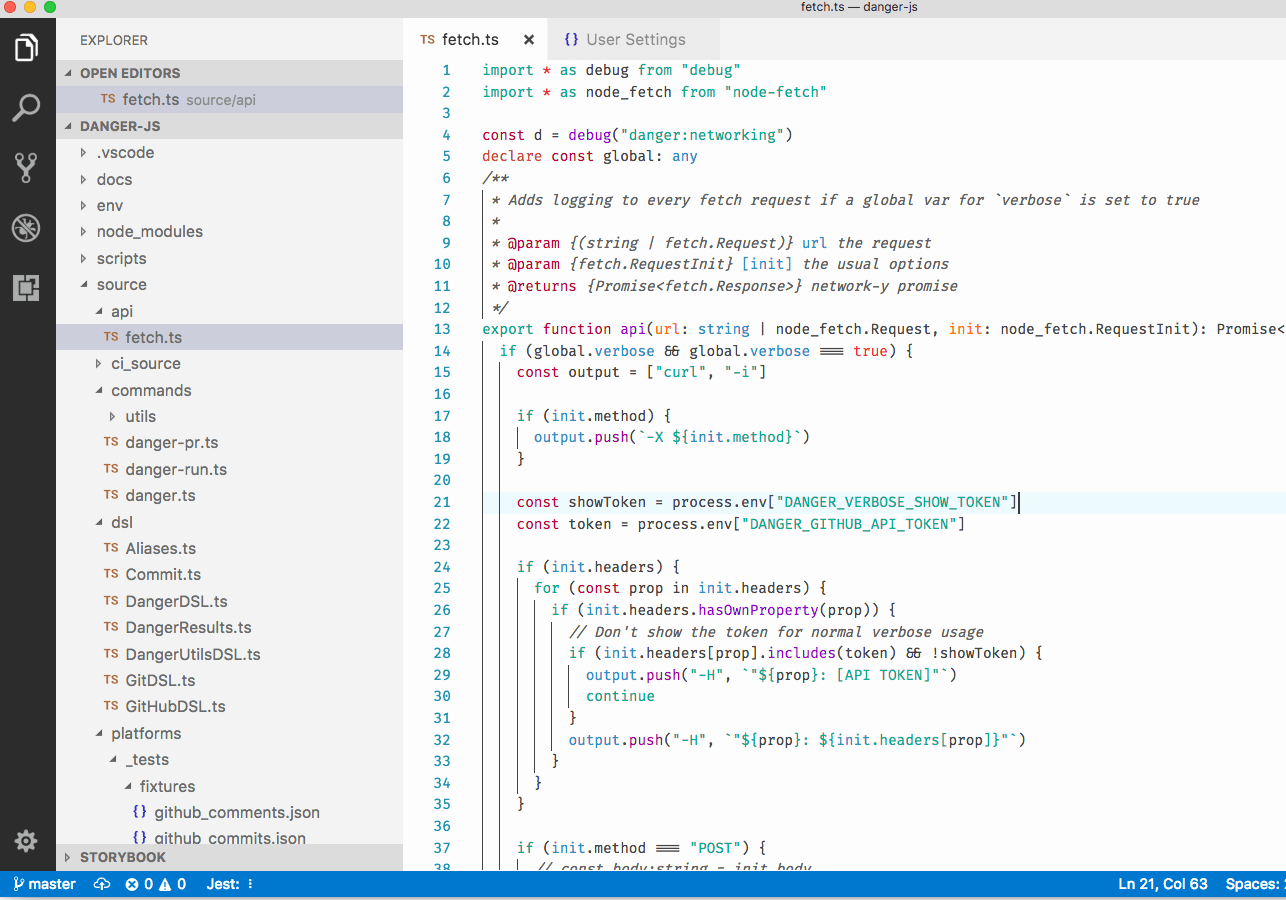 fetch.ts — danger-js
EXPLORER
OPEN EDITORS
TS fetch.ts source/api
DANGER-JS
.vscode
docs
env
node_modules
scripts
source
api
TS fetch.ts
ci_source
commands
utils
TS danger-pr.ts
TS danger-run.ts
TS danger.ts
dsl
TS Aliases.ts
TS Commit.ts
TS DangerDSL.ts
TS DangerResults.ts
TS DangerUtilsDSL.ts
TS GitDSL.ts
TS GitHubDSL.ts
platforms
_tests
fixtures
{} github_comments.json
{} github_commits.json
STORYBOOK
TS fetch.ts × {} User Settings
1 import * as debug from "debug"
2 import * as node_fetch from "node-fetch"
3
4 const d = debug("danger:networking")
5 declare const global: any
6 /**
7 * Adds logging to every fetch request if a global var for `verbose` is set to true
8 *
9 * @param {(string | fetch.Request)} url the request
10 * @param {fetch.RequestInit} [init] the usual options
11 * @returns {Promise<fetch.Response>} network-y promise
12 */
13 export function api(url: string | node_fetch.Request, init: node_fetch.RequestInit): Promise<
14 if (global.verbose && global.verbose === true) {
15 const output = ["curl", "-i"]
16
17 if (init.method) {
18 output.push(`-X ${init.method}`)
19 }
20
21 const showToken = process.env["DANGER_VERBOSE_SHOW_TOKEN"]
22 const token = process.env["DANGER_GITHUB_API_TOKEN"]
23
24 if (init.headers) {
25 for (const prop in init.headers) {
26 if (init.headers.hasOwnProperty(prop)) {
27 // Don't show the token for normal verbose usage
28 if (init.headers[prop].includes(token) && !showToken) {
29 output.push("-H", `"${prop}: [API TOKEN]"`)
30 continue
31 }
32 output.push("-H", `"${prop}: ${init.headers[prop]}"`)
33 }
34 }
35 }
36
37 if (init.method === "POST") {
38 // const body:string = init.body
master 0 0 Jest: Ln 21, Col 63 Spaces: